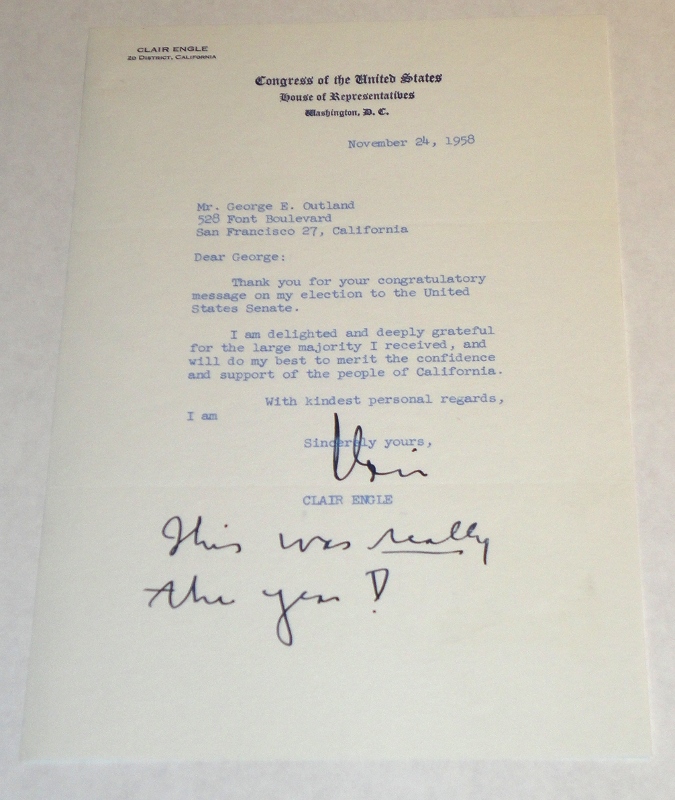 CLAIR ENGLE
2D DISTRICT, CALIFORNIA
Congress of the United States
House of Representatives
Washington, D. C.
November 24, 1958
Mr. George E. Outland
528 Font Boulevard
San Francisco 27, California
Dear George:
Thank you for your congratulatory
message on my election to the United
States Senate.
I am delighted and deeply grateful
for the large majority I received, and
will do my best to merit the confidence
and support of the people of California.
With kindest personal regards,
I am
Sincerely yours,
Clair
CLAIR ENGLE
This was really
the year!